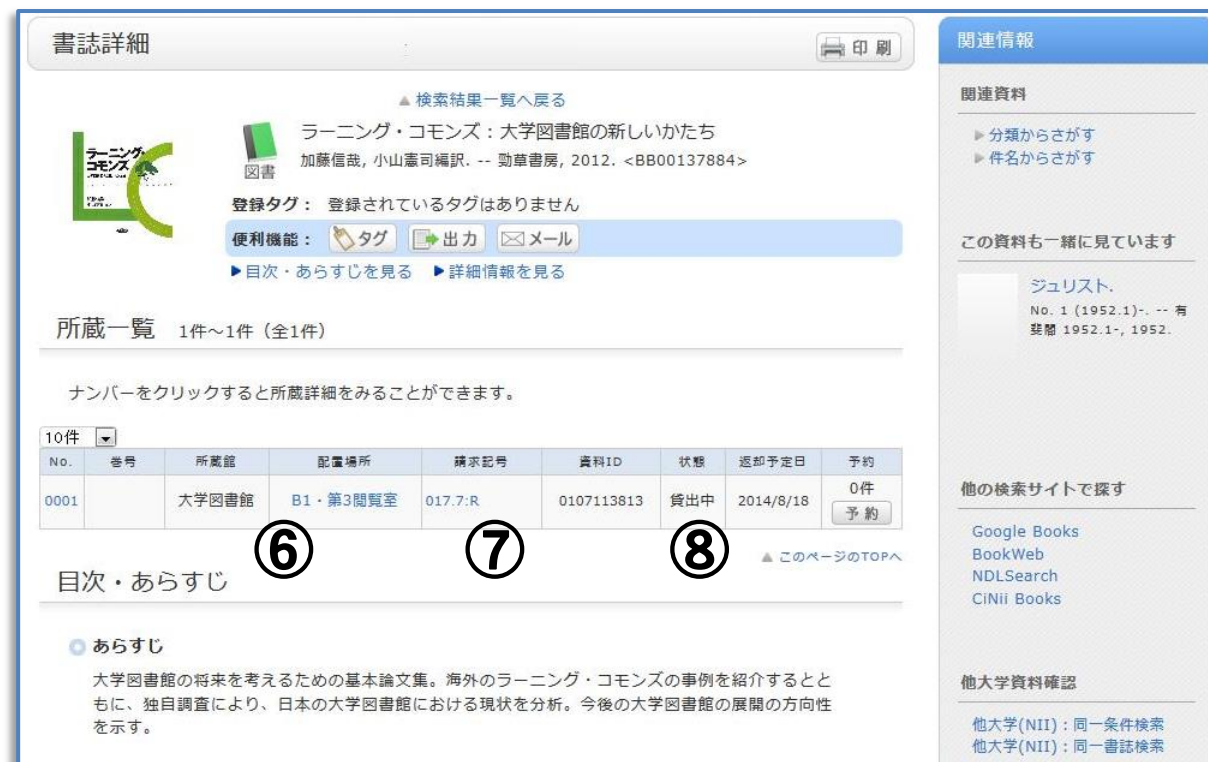 書誌詳細
印刷
▲ 検索結果一覧へ戻る
ラーニング・
コモンズ
図書
ラーニング・コモンズ : 大学図書館の新しいかたち
加藤信哉, 小山憲司編訳. -- 勁草書房, 2012. <BB00137884>
登録タグ： 登録されているタグはありません
便利機能： タグ 出力 メール
▶目次・あらすじを見る ▶詳細情報を見る
所蔵一覧 1件～1件（全1件）
ナンバーをクリックすると所蔵詳細をみることができます。
10件
No. 巻号 所蔵館 配置場所 請求記号 資料ID 状態 返却予定日 予約
0001 大学図書館 B1・第3閲覧室 017.7:R 0107113813 貸出中 2014/8/18 0件
予約
⑥ ⑦ ⑧
▲ このページのTOPへ
目次・あらすじ
あらすじ
大学図書館の将来を考えるための基本論文集。海外のラーニング・コモンズの事例を紹介するとと
もに、独自調査により、日本の大学図書館における現状を分析。今後の大学図書館の展開の方向性
を示す。
関連情報
関連資料
▶分類からさがす
▶件名からさがす
この資料も一緒に見ています
ジュリスト.
No. 1 (1952.1)-. -- 有
斐閣 1952.1-, 1952.
他の検索サイトで探す
Google Books
BookWeb
NDLSearch
CiNii Books
他大学資料確認
他大学(NII)：同一条件検索
他大学(NII)：同一書誌検索